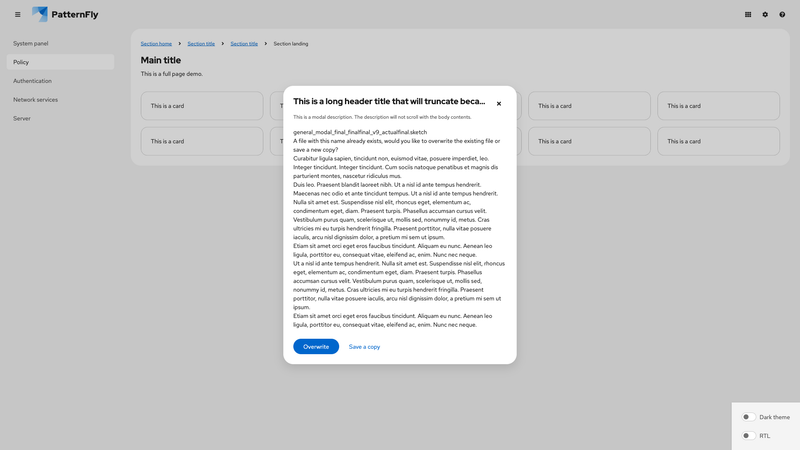 PatternFly
System panel
Policy
Authentication
Network services
Server
Section home
Section title
Section title
Section landing
Main title
This is a full page demo.
This is a card
This is a card
This is a card
This is a card
This is a card
This is a card
This is a long header title that will truncate beca...
This is a modal description. The description will not scroll with the body contents.
general_modal_final_finalfinal_v9_actualfinal.sketch
A file with this name already exists, would you like to overwrite the existing file or
save a new copy?
Curabitur ligula sapien, tincidunt non, euismod vitae, posuere imperdiet, leo.
Integer tincidunt. Integer tincidunt. Cum sociis natoque penatibus et magnis dis
parturient montes, nascetur ridiculus mus.
Duis leo. Praesent blandit laoreet nibh. Ut a nisl id ante tempus hendrerit.
Maecenas nec odio et ante tincidunt tempus. Ut a nisl id ante tempus hendrerit.
Nulla sit amet est. Suspendisse nisl elit, rhoncus eget, elementum ac,
condimentum eget, diam. Praesent turpis. Phasellus accumsan cursus velit.
Vestibulum purus quam, scelerisque ut, mollis sed, nonummy id, metus. Cras
ultricies mi eu turpis hendrerit fringilla. Praesent porttitor, nulla vitae posuere
iaculis, arcu nisl dignissim dolor, a pretium mi sem ut ipsum.
Etiam sit amet orci eget eros faucibus tincidunt. Aliquam eu nunc. Aenean leo
ligula, porttitor eu, consequat vitae, eleifend ac, enim. Nunc nec neque.
Ut a nisl id ante tempus hendrerit. Nulla sit amet est. Suspendisse nisl elit, rhoncus
eget, elementum ac, condimentum eget, diam. Praesent turpis. Phasellus
accumsan cursus velit. Vestibulum purus quam, scelerisque ut, mollis sed,
nonummy id, metus. Cras ultricies mi eu turpis hendrerit fringilla. Praesent
porttitor, nulla vitae posuere iaculis, arcu nisl dignissim dolor, a pretium mi sem ut
ipsum.
Etiam sit amet orci eget eros faucibus tincidunt. Aliquam eu nunc. Aenean leo
ligula, porttitor eu, consequat vitae, eleifend ac, enim. Nunc nec neque.
Overwrite
Save a copy
Dark theme
RTL